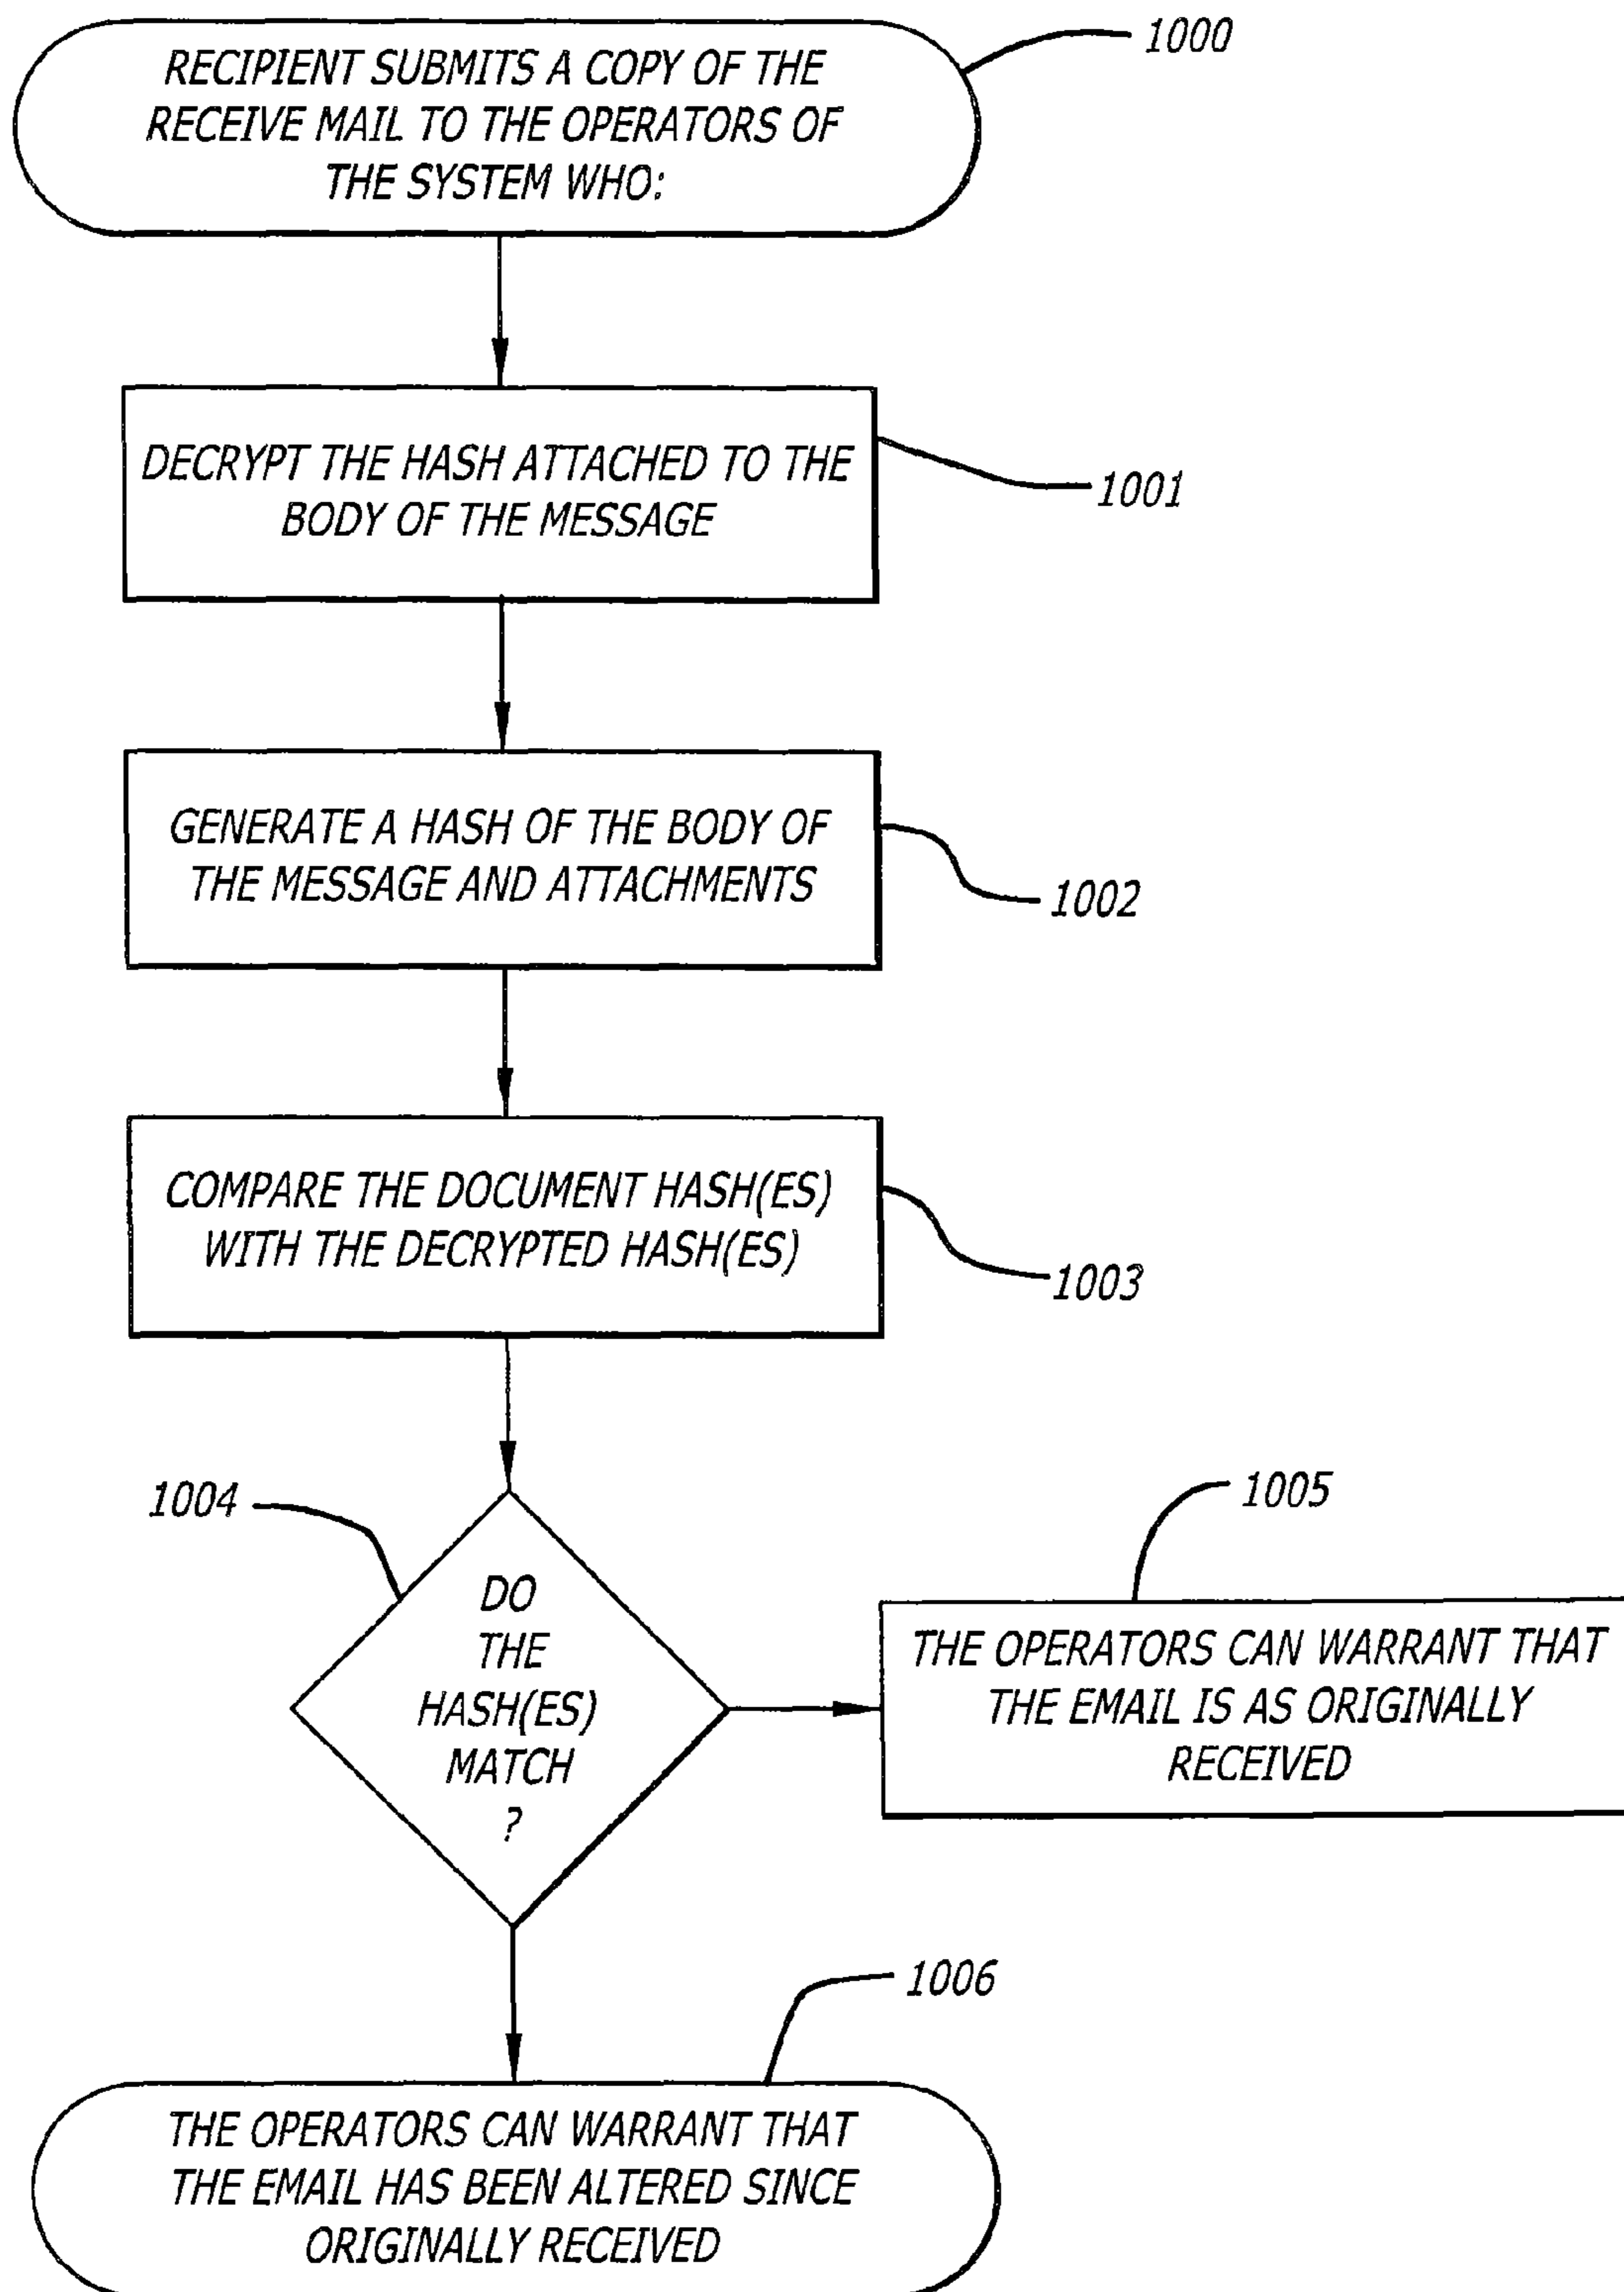 RECIPIENT SUBMITS A COPY OF THE
RECEIVE MAIL TO THE OPERATORS OF
THE SYSTEM WHO:
1000
DECRYPT THE HASH ATTACHED TO THE
BODY OF THE MESSAGE
1001
GENERATE A HASH OF THE BODY OF
THE MESSAGE AND ATTACHMENTS
1002
COMPARE THE DOCUMENT HASH(ES)
WITH THE DECRYPTED HASH(ES)
1003
1004
DO
THE
HASH(ES)
MATCH
?
1005
THE OPERATORS CAN WARRANT THAT
THE EMAIL IS AS ORIGINALLY
RECEIVED
1006
THE OPERATORS CAN WARRANT THAT
THE EMAIL HAS BEEN ALTERED SINCE
ORIGINALLY RECEIVED